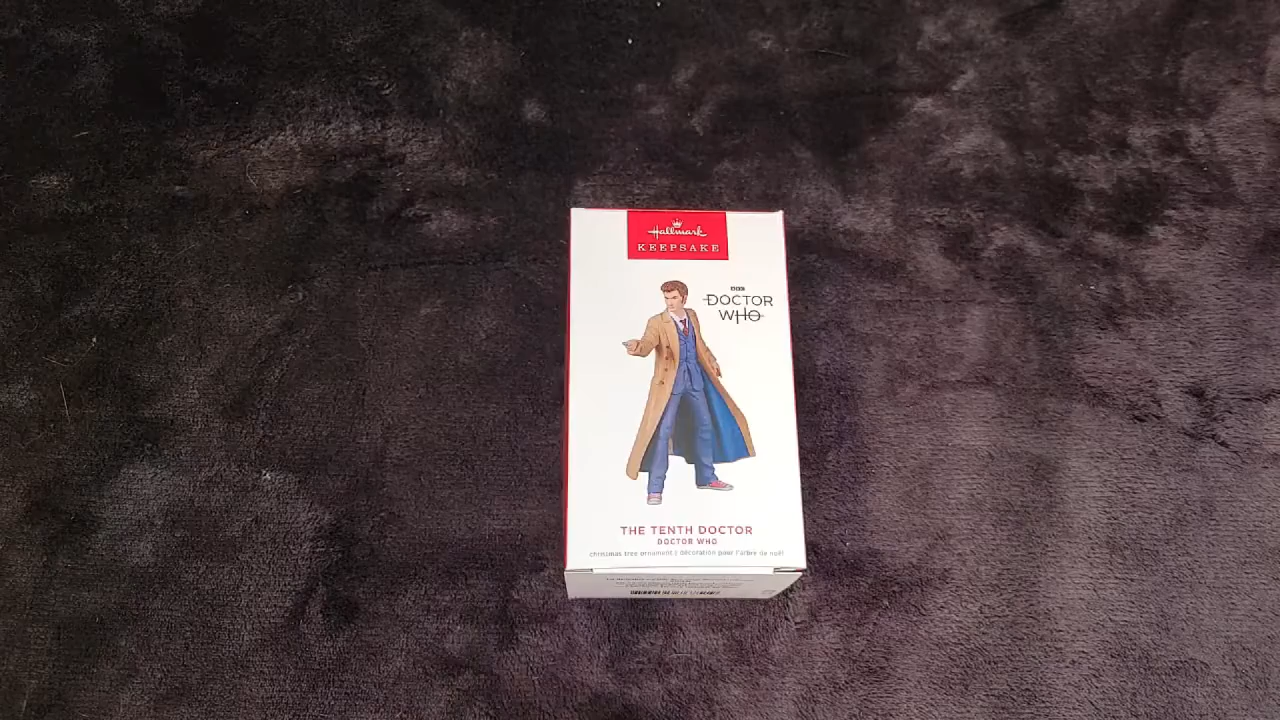 Hallmark
KEEPSAKE
BBC
DOCTOR
WHO
THE TENTH DOCTOR
DOCTOR WHO
christmas tree ornament | décoration pour l'arbre de noël